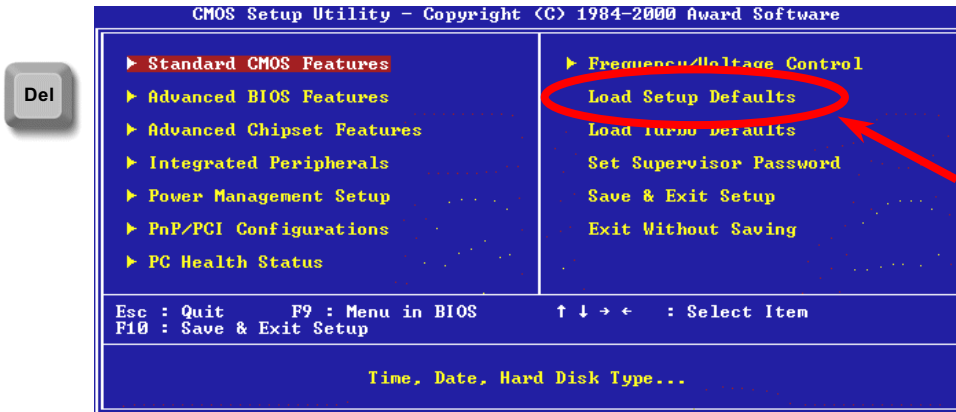 CMOS Setup Utility – Copyright (C) 1984–2000 Award Software
Del
Standard CMOS Features
Advanced BIOS Features
Advanced Chipset Features
Integrated Peripherals
Power Management Setup
PnP/PCI Configurations
PC Health Status
Frequency/Voltage Control
Load Setup Defaults
Load Turbo Defaults
Set Supervisor Password
Save & Exit Setup
Exit Without Saving
Esc : Quit F9 : Menu in BIOS ↑ ↓ → ← : Select Item
F10 : Save & Exit Setup
Time, Date, Hard Disk Type...